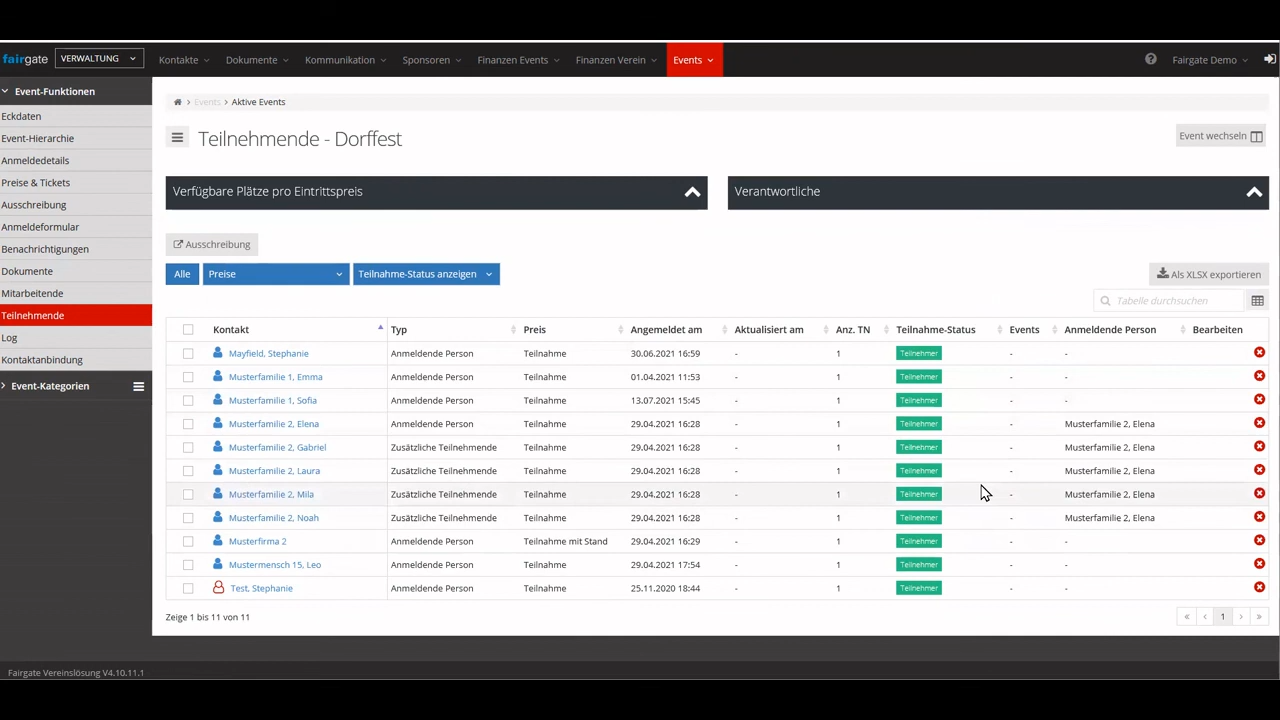 fairgate VERWALTUNG Kontakte Dokumente Kommunikation Sponsoren Finanzen Events Finanzen Verein Events Fairgate Demo
Event-Funktionen
Eckdaten
Event-Hierarchie
Anmeldedetails
Preise & Tickets
Ausschreibung
Anmeldeformular
Benachrichtigungen
Dokumente
Mitarbeitende
Teilnehmende
Log
Kontaktanbindung
Event-Kategorien
Events > Aktive Events
Teilnehmende - Dorffest
Event wechseln
Verfügbare Plätze pro Eintrittspreis
Verantwortliche
Ausschreibung
Alle Preise Teilnahme-Status anzeigen
Als XLSX exportieren
Tabelle durchsuchen
Kontakt Typ Preis Angemeldet am Aktualisiert am Anz. TN Teilnahme-Status Events Anmeldende Person Bearbeiten
Mayfield, Stephanie Anmeldende Person Teilnahme 30.06.2021 16:59 - 1 Teilnehmer - -
Musterfamilie 1, Emma Anmeldende Person Teilnahme 01.04.2021 11:53 - 1 Teilnehmer - -
Musterfamilie 1, Sofia Anmeldende Person Teilnahme 13.07.2021 15:45 - 1 Teilnehmer - -
Musterfamilie 2, Elena Anmeldende Person Teilnahme 29.04.2021 16:28 - 1 Teilnehmer - Musterfamilie 2, Elena
Musterfamilie 2, Gabriel Zusätzliche Teilnehmende Teilnahme 29.04.2021 16:28 - 1 Teilnehmer - Musterfamilie 2, Elena
Musterfamilie 2, Laura Zusätzliche Teilnehmende Teilnahme 29.04.2021 16:28 - 1 Teilnehmer - Musterfamilie 2, Elena
Musterfamilie 2, Mila Zusätzliche Teilnehmende Teilnahme 29.04.2021 16:28 - 1 Teilnehmer - Musterfamilie 2, Elena
Musterfamilie 2, Noah Zusätzliche Teilnehmende Teilnahme 29.04.2021 16:28 - 1 Teilnehmer - Musterfamilie 2, Elena
Musterfirma 2 Anmeldende Person Teilnahme mit Stand 29.04.2021 16:29 - 1 Teilnehmer - -
Mustermensch 15, Leo Anmeldende Person Teilnahme 29.04.2021 17:54 - 1 Teilnehmer - -
Test, Stephanie Anmeldende Person Teilnahme 25.11.2020 18:44 - 1 Teilnehmer - -
Zeige 1 bis 11 von 11
« ‹ 1 › »
Fairgate Vereinslösung V4.10.11.1